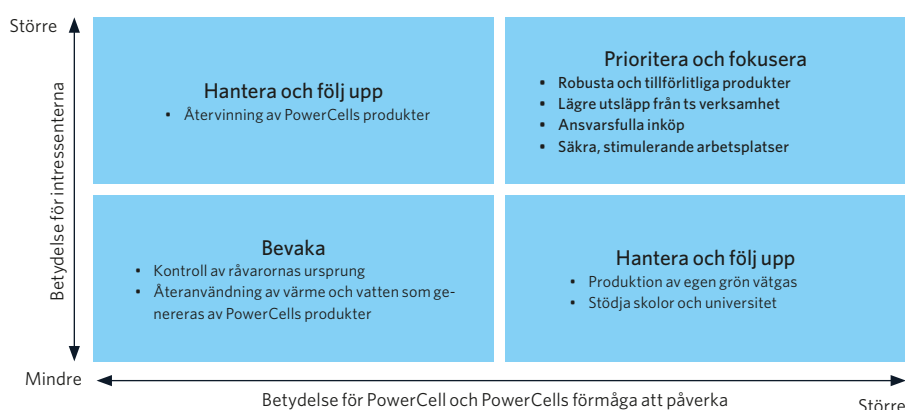 Större
Hantera och följ upp
▪ Återvinning av PowerCells produkter
Prioritera och fokusera
▪ Robusta och tillförlitliga produkter
▪ Lägre utsläpp från ts verksamhet
▪ Ansvarsfulla inköp
▪ Säkra, stimulerande arbetsplatser
Betydelse för intressenterna
Bevaka
▪ Kontroll av råvarornas ursprung
▪ Återanvändning av värme och vatten som ge-
nereras av PowerCells produkter
Hantera och följ upp
▪ Produktion av egen grön vätgas
▪ Stödja skolor och universitet
Mindre
Betydelse för PowerCell och PowerCells förmåga att påverka
Större